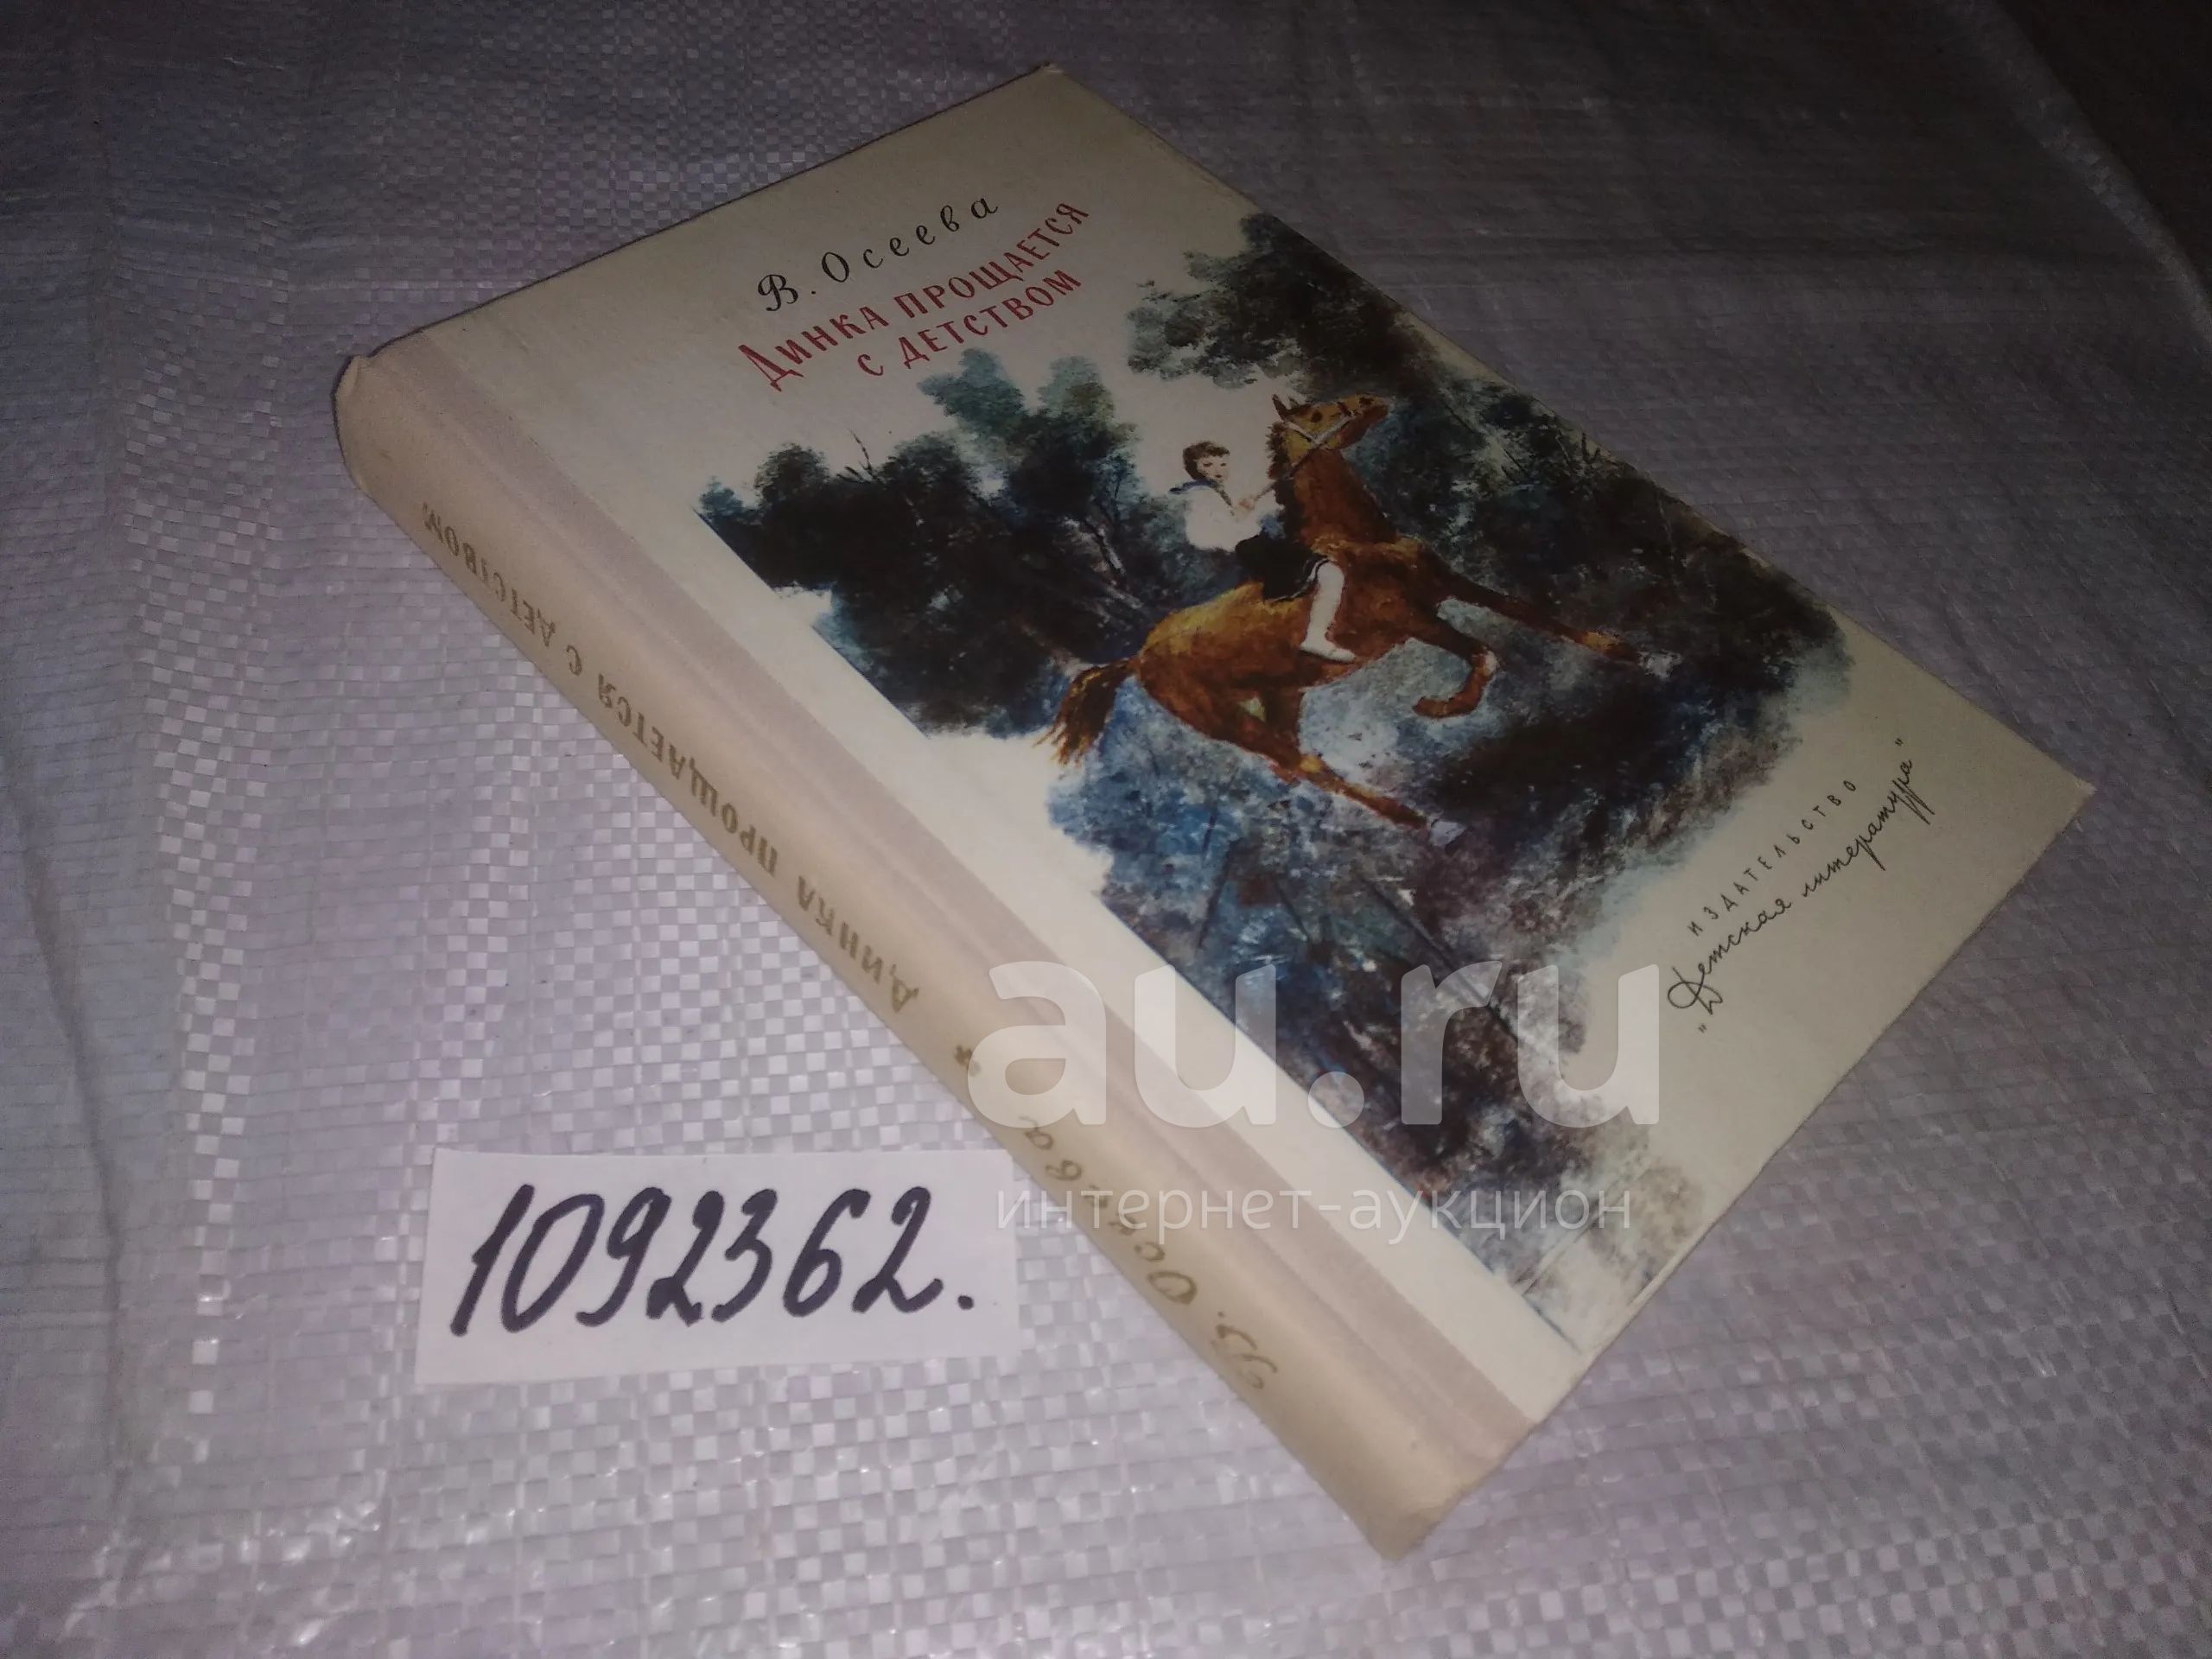 В. Осеева
ДИНКА ПРОЩАЕТСЯ
С ДЕТСТВОМ
ИЗДАТЕЛЬСТВО
„Детская литература"
В. Осеева * ДИНКА ПРОЩАЕТСЯ С ДЕТСТВОМ
1092362.
au.ru
интернет-аукцион